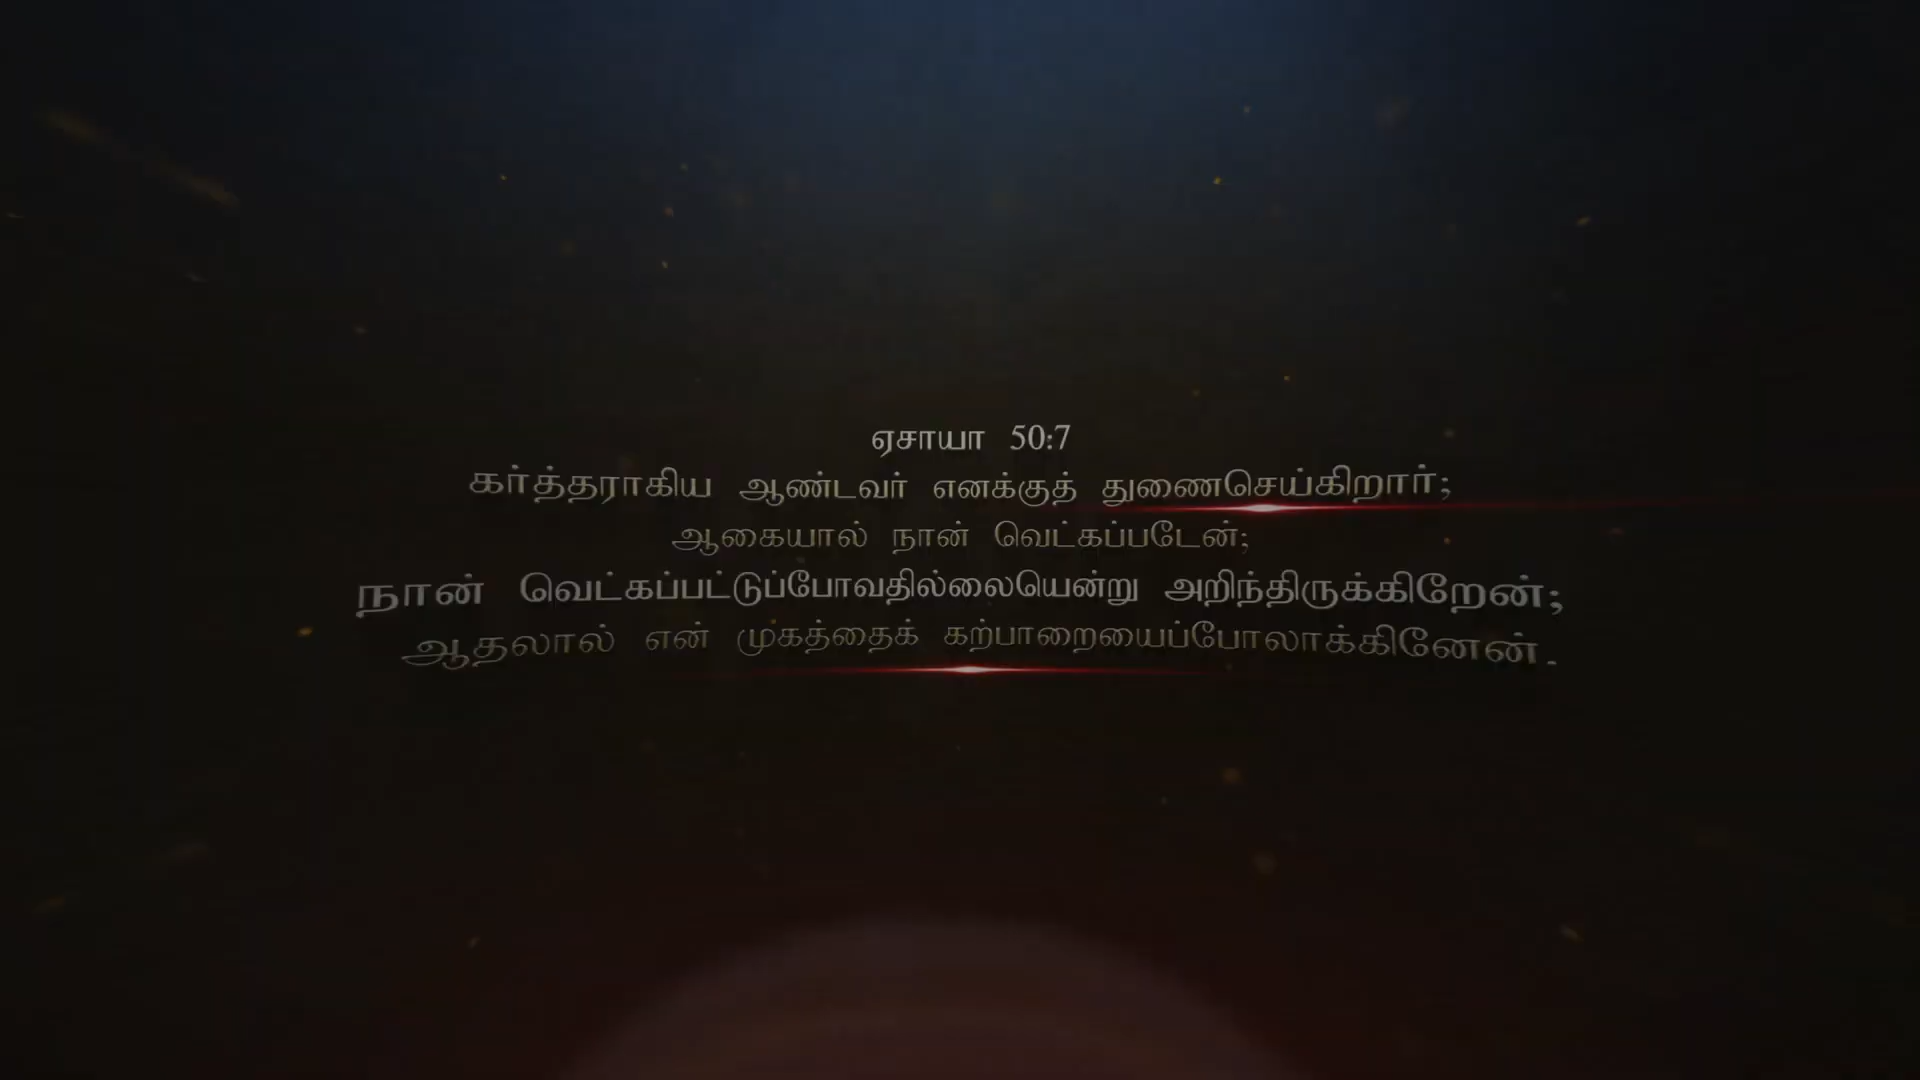 ஏசாயா 50:7
கர்த்தராகிய ஆண்டவர் எனக்குத் துணைசெய்கிறார்;
ஆகையால் நான் வெட்கப்படேன்;
நான் வெட்கப்பட்டுப்போவதில்லையென்று அறிந்திருக்கிறேன்;
ஆதலால் என் முகத்தைக் கற்பாறையைப்போலாக்கினேன்.